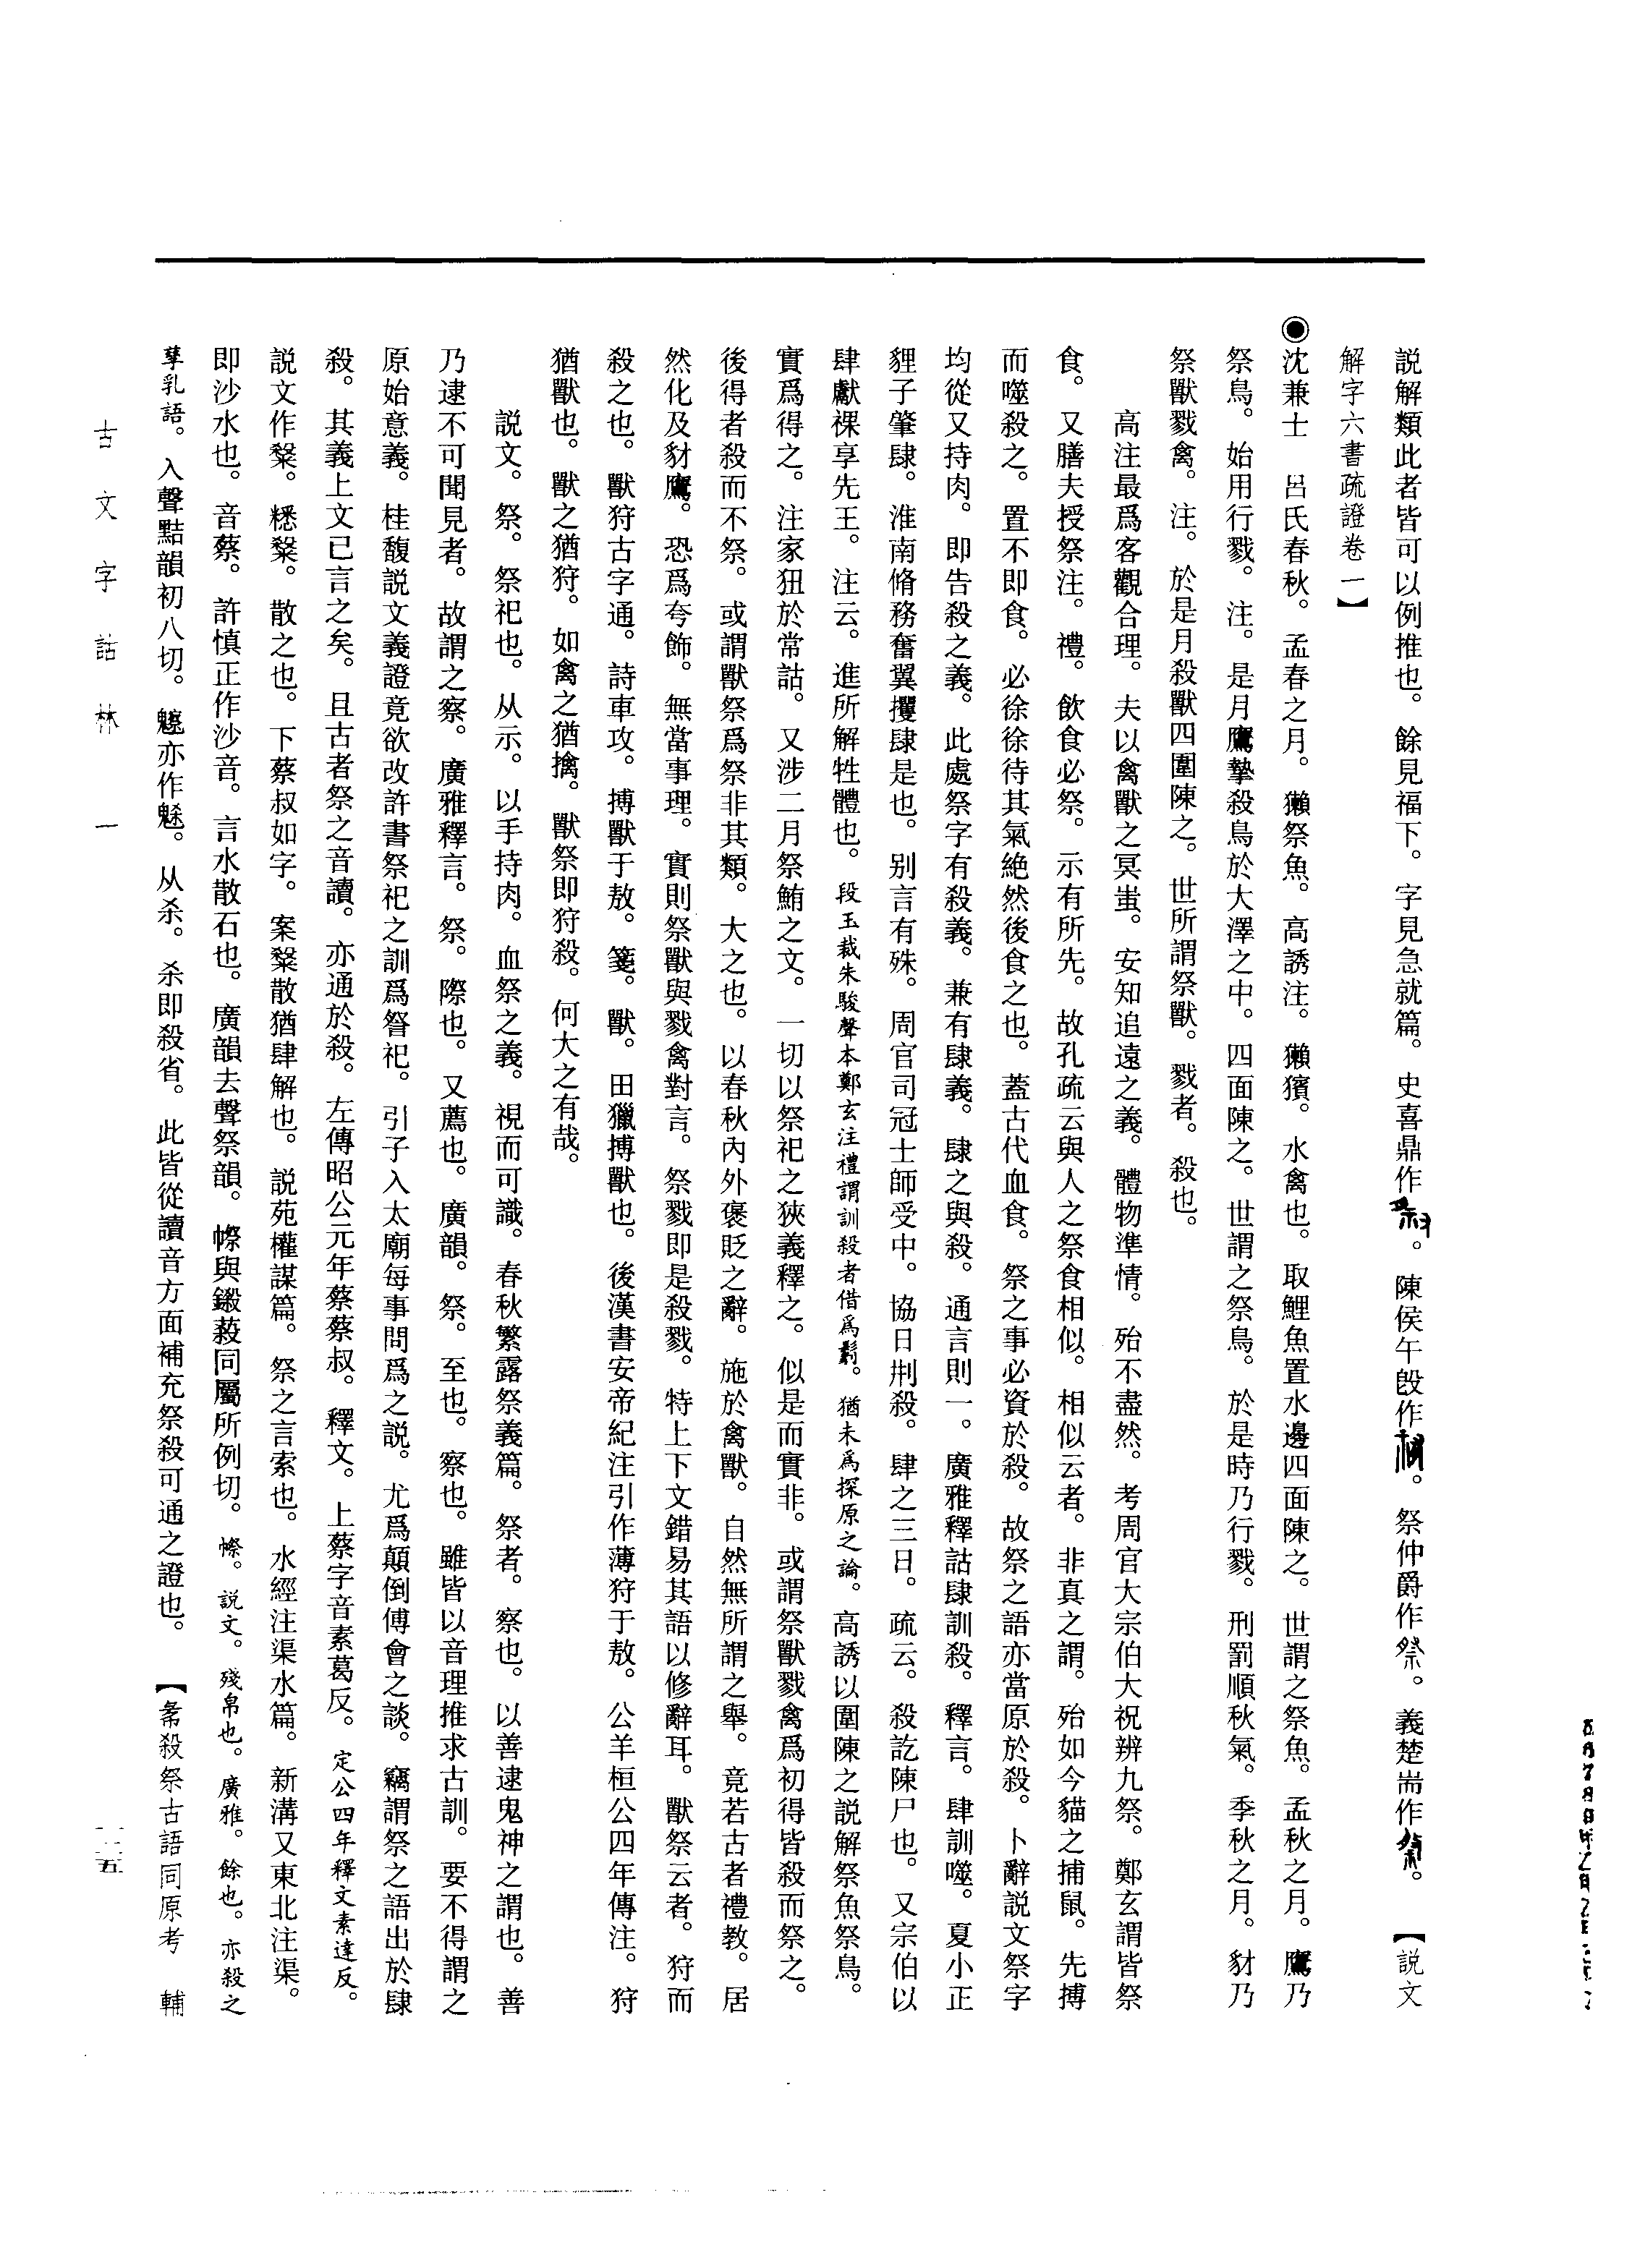 説解類此者皆可以例推也。餘見福下。字見急就篇。史喜鼎作。陳侯午𣪘作。祭仲爵作。義楚耑作。【説文
解字六書疏證卷一】
◉沈兼士　呂氏春秋。孟春之月。獺祭魚。高誘注。獺獱。水禽也。取鯉魚置水邊四面陳之。世謂之祭魚。孟秋之月。鷹乃
祭鳥。始用行戮。注。是月鷹摯殺鳥於大澤之中。四面陳之。世謂之祭鳥。於是時乃行戮。刑罰順秋氣。季秋之月。豺乃
祭獸戮禽。注。於是月殺獸四圍陳之。世所謂祭獸。戮者。殺也。
高注最爲客觀合理。夫以禽獸之冥蚩。安知追遠之義。體物準情。殆不盡然。考周官大宗伯大祝辨九祭。鄭玄謂皆祭
食。又膳夫授祭注。禮。飲食必祭。示有所先。故孔疏云與人之祭食相似。相似云者。非真之謂。殆如今貓之捕鼠。先搏
而噬殺之。置不即食。必徐徐待其氣絶然後食之也。蓋古代血食。祭之事必資於殺。故祭之語亦當原於殺。卜辭説文祭字
均從又持肉。即告殺之義。此處祭字有殺義。兼有肆義。肆之與殺。通言則一。廣雅釋詁肆訓殺。釋言。肆訓噬。夏小正
貍子肇肆。淮南脩務奮翼攫肆是也。别言有殊。周官司冠士師受中。協日刑殺。肆之三日。疏云。殺訖陳尸也。又宗伯以
肆獻祼享先王。注云。進所解牲體也。段玉裁朱駿聲本鄭玄注禮謂訓殺者借爲鬄。猶未爲探原之論。高誘以圍陳之説解祭魚祭鳥。
實爲得之。注家狃於常詁。又涉二月祭鮪之文。一切以祭祀之狹義釋之。似是而實非。或謂祭獸戮禽爲初得皆殺而祭之。
後得者殺而不祭。或謂獸祭爲祭非其類。大之也。以春秋內外褒貶之辭。施於禽獸。自然無所謂之舉。竟若古者禮教。居
然化及豺鷹。恐爲夸飾。無當事理。實則祭獸與戮禽對言。祭戮即是殺戮。特上下文錯易其語以修辭耳。獸祭云者。狩而
殺之也。獸狩古字通。詩車攻。搏獸于敖。箋。獸。田獵搏獸也。後漢書安帝紀注引作薄狩于敖。公羊桓公四年傳注。狩
猶獸也。獸之猶狩。如禽之猶擒。獸祭即狩殺。何大之有哉。
説文。祭。祭祀也。从示。以手持肉。血祭之義。視而可識。春秋繁露祭義篇。祭者。察也。以善逮鬼神之謂也。善
乃逮不可聞見者。故謂之察。廣雅釋言。祭。際也。又薦也。廣韻。祭。至也。察也。雖皆以音理推求古訓。要不得謂之
原始意義。桂馥説文義證竟欲改許書祭祀之訓爲䄟祀。引子入太廟每事問爲之説。尤爲顛倒傅會之談。竊謂祭之語出於肆
殺。其義上文已言之矣。且古者祭之音讀。亦通於殺。左傳昭公元年蔡蔡叔。釋文。上蔡字音素葛反。定公四年釋文素達反。
説文作㯔。𥻦㯔。散之也。下蔡叔如字。案㯔散猶肆解也。説苑權謀篇。祭之言索也。水經注渠水篇。新溝又東北注渠。
即沙水也。音蔡。許慎正作沙音。言水散石也。廣韻去聲祭韻。㡜與鎩蔱同屬所例切。㡜。説文。殘帛也。廣雅。餘也。亦殺之
孳乳語。入聲黠韻初八切。䰏亦作魅。从杀。杀即殺省。此皆從讀音方面補充祭殺可通之證也。【㣇殺祭古語同原考　輔
古文字詁林　一
一二五